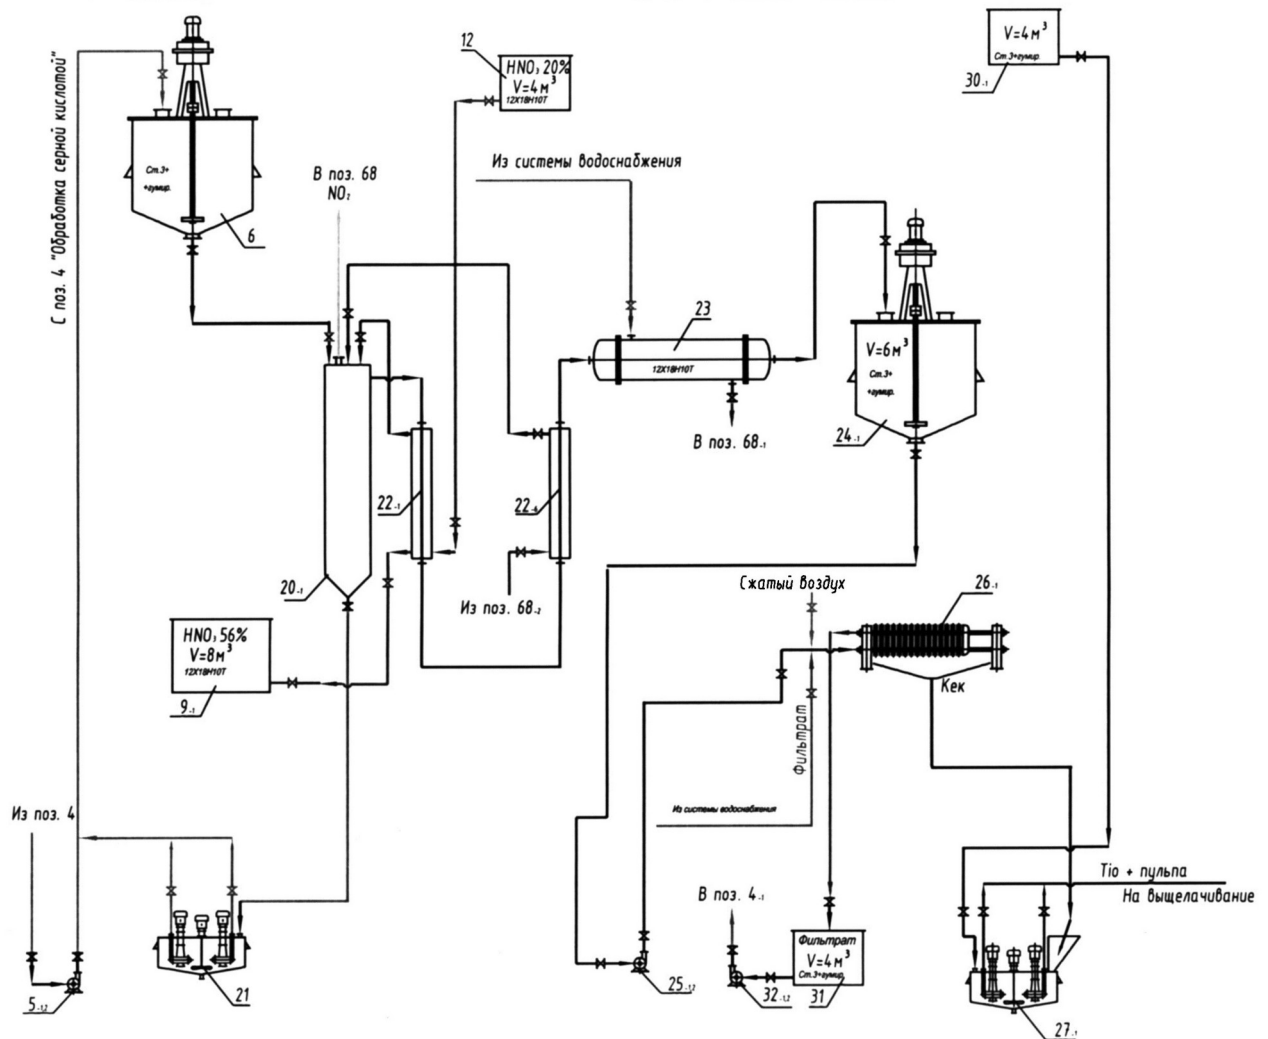 С поз. 4 "Обработка серной кислотой"
Ст.3+
+гумир.
6
12
HNO₃ 20%
V=4м³
12Х18Н10Т
30-1
V=4м³
Ст.3+гумир.
Из системы водоснабжения
В поз. 68
NO₂
23
12Х18Н10Т
В поз. 68-1
V=6м³
Ст.3+
+гумир.
24-1
22-1
22-6
20-1
Из поз. 68-2
HNO₃ 56%
V=8м³
12Х18Н10Т
9-1
Сжатый воздух
26-1
Кек
Фильтрат
Из системы водоснабжения
Из поз. 4
5-1,2
21
25-1,2
В поз. 4-1
32-1,2
Фильтрат
V=4м³
Ст.3+гумир.
31
Tio + пульпа
На выщелачивание
27-1